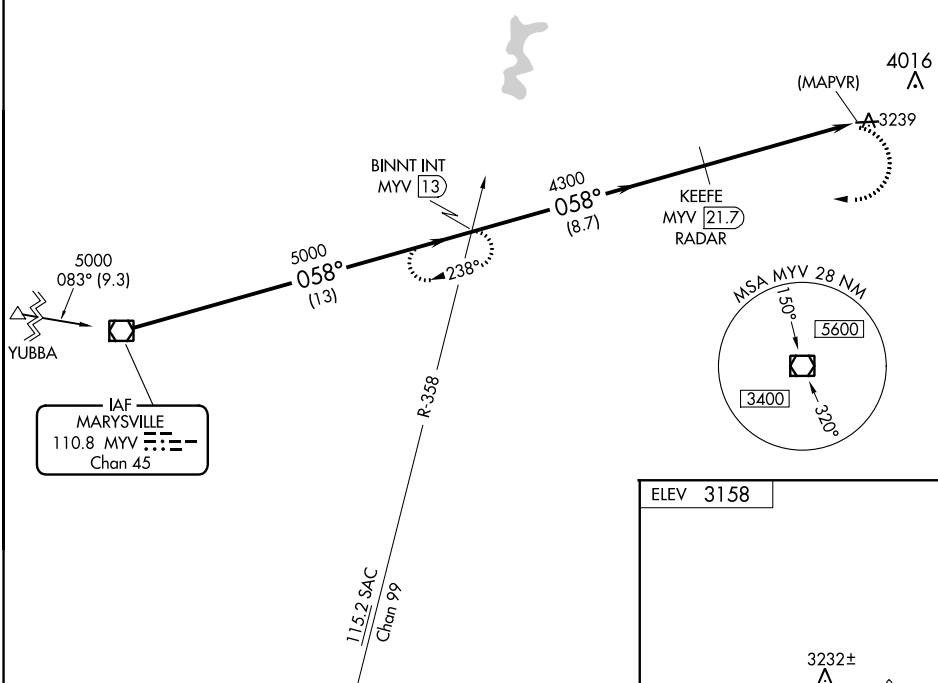 4016
(MAPVR)
3239
BINNT INT
MYV 13
4300
058°
(8.7)
KEEFE
MYV 21.7
RADAR
5000
058°
(13)
238°
5000
083° (9.3)
YUBBA
MSA MYV 28 NM
150°
5600
3400
320°
IAF
MARYSVILLE
110.8 MYV
Chan 45
R-358
115.2 SAC
Chan 99
ELEV 3158
3232±